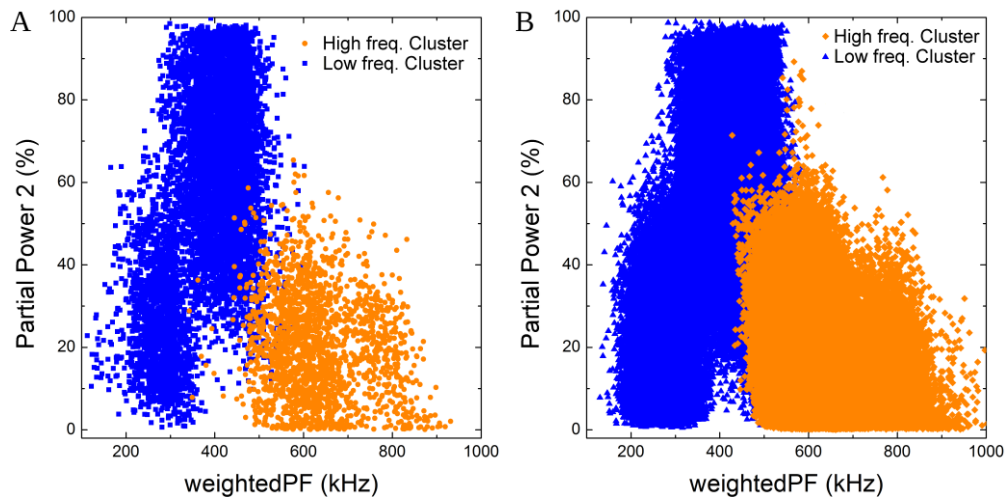 A
100
80
60
40
20
0
Partial Power 2 (%)
200 400 600 800 1000
weightedPF (kHz)
High freq. Cluster
Low freq. Cluster
B
100
80
60
40
20
0
Partial Power 2 (%)
200 400 600 800 1000
weightedPF (kHz)
High freq. Cluster
Low freq. Cluster